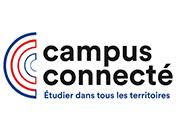 campus
connecté
Étudier dans tous les territoires